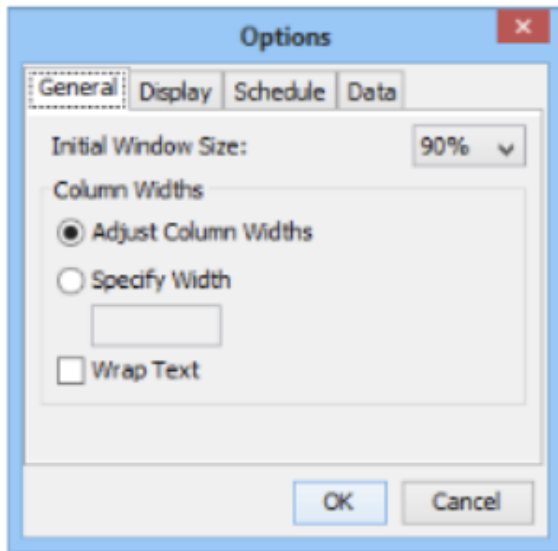 Options
General Display Schedule Data
Initial Window Size: 90%
Column Widths
Adjust Column Widths
Specify Width
Wrap Text
OK Cancel